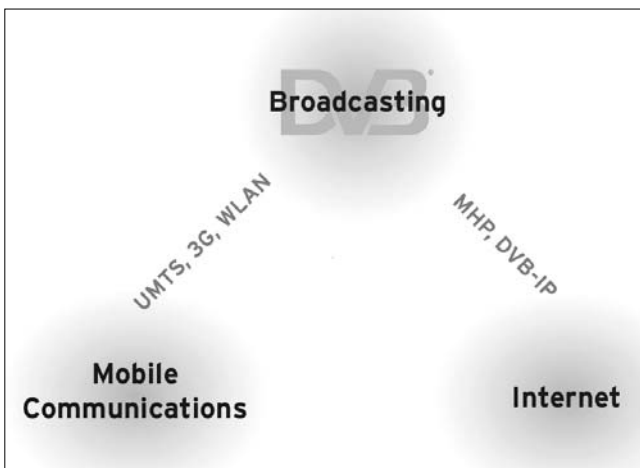 DVB
Broadcasting
UMTS, 3G, WLAN
MHP, DVB-IP
Mobile
Communications
Internet